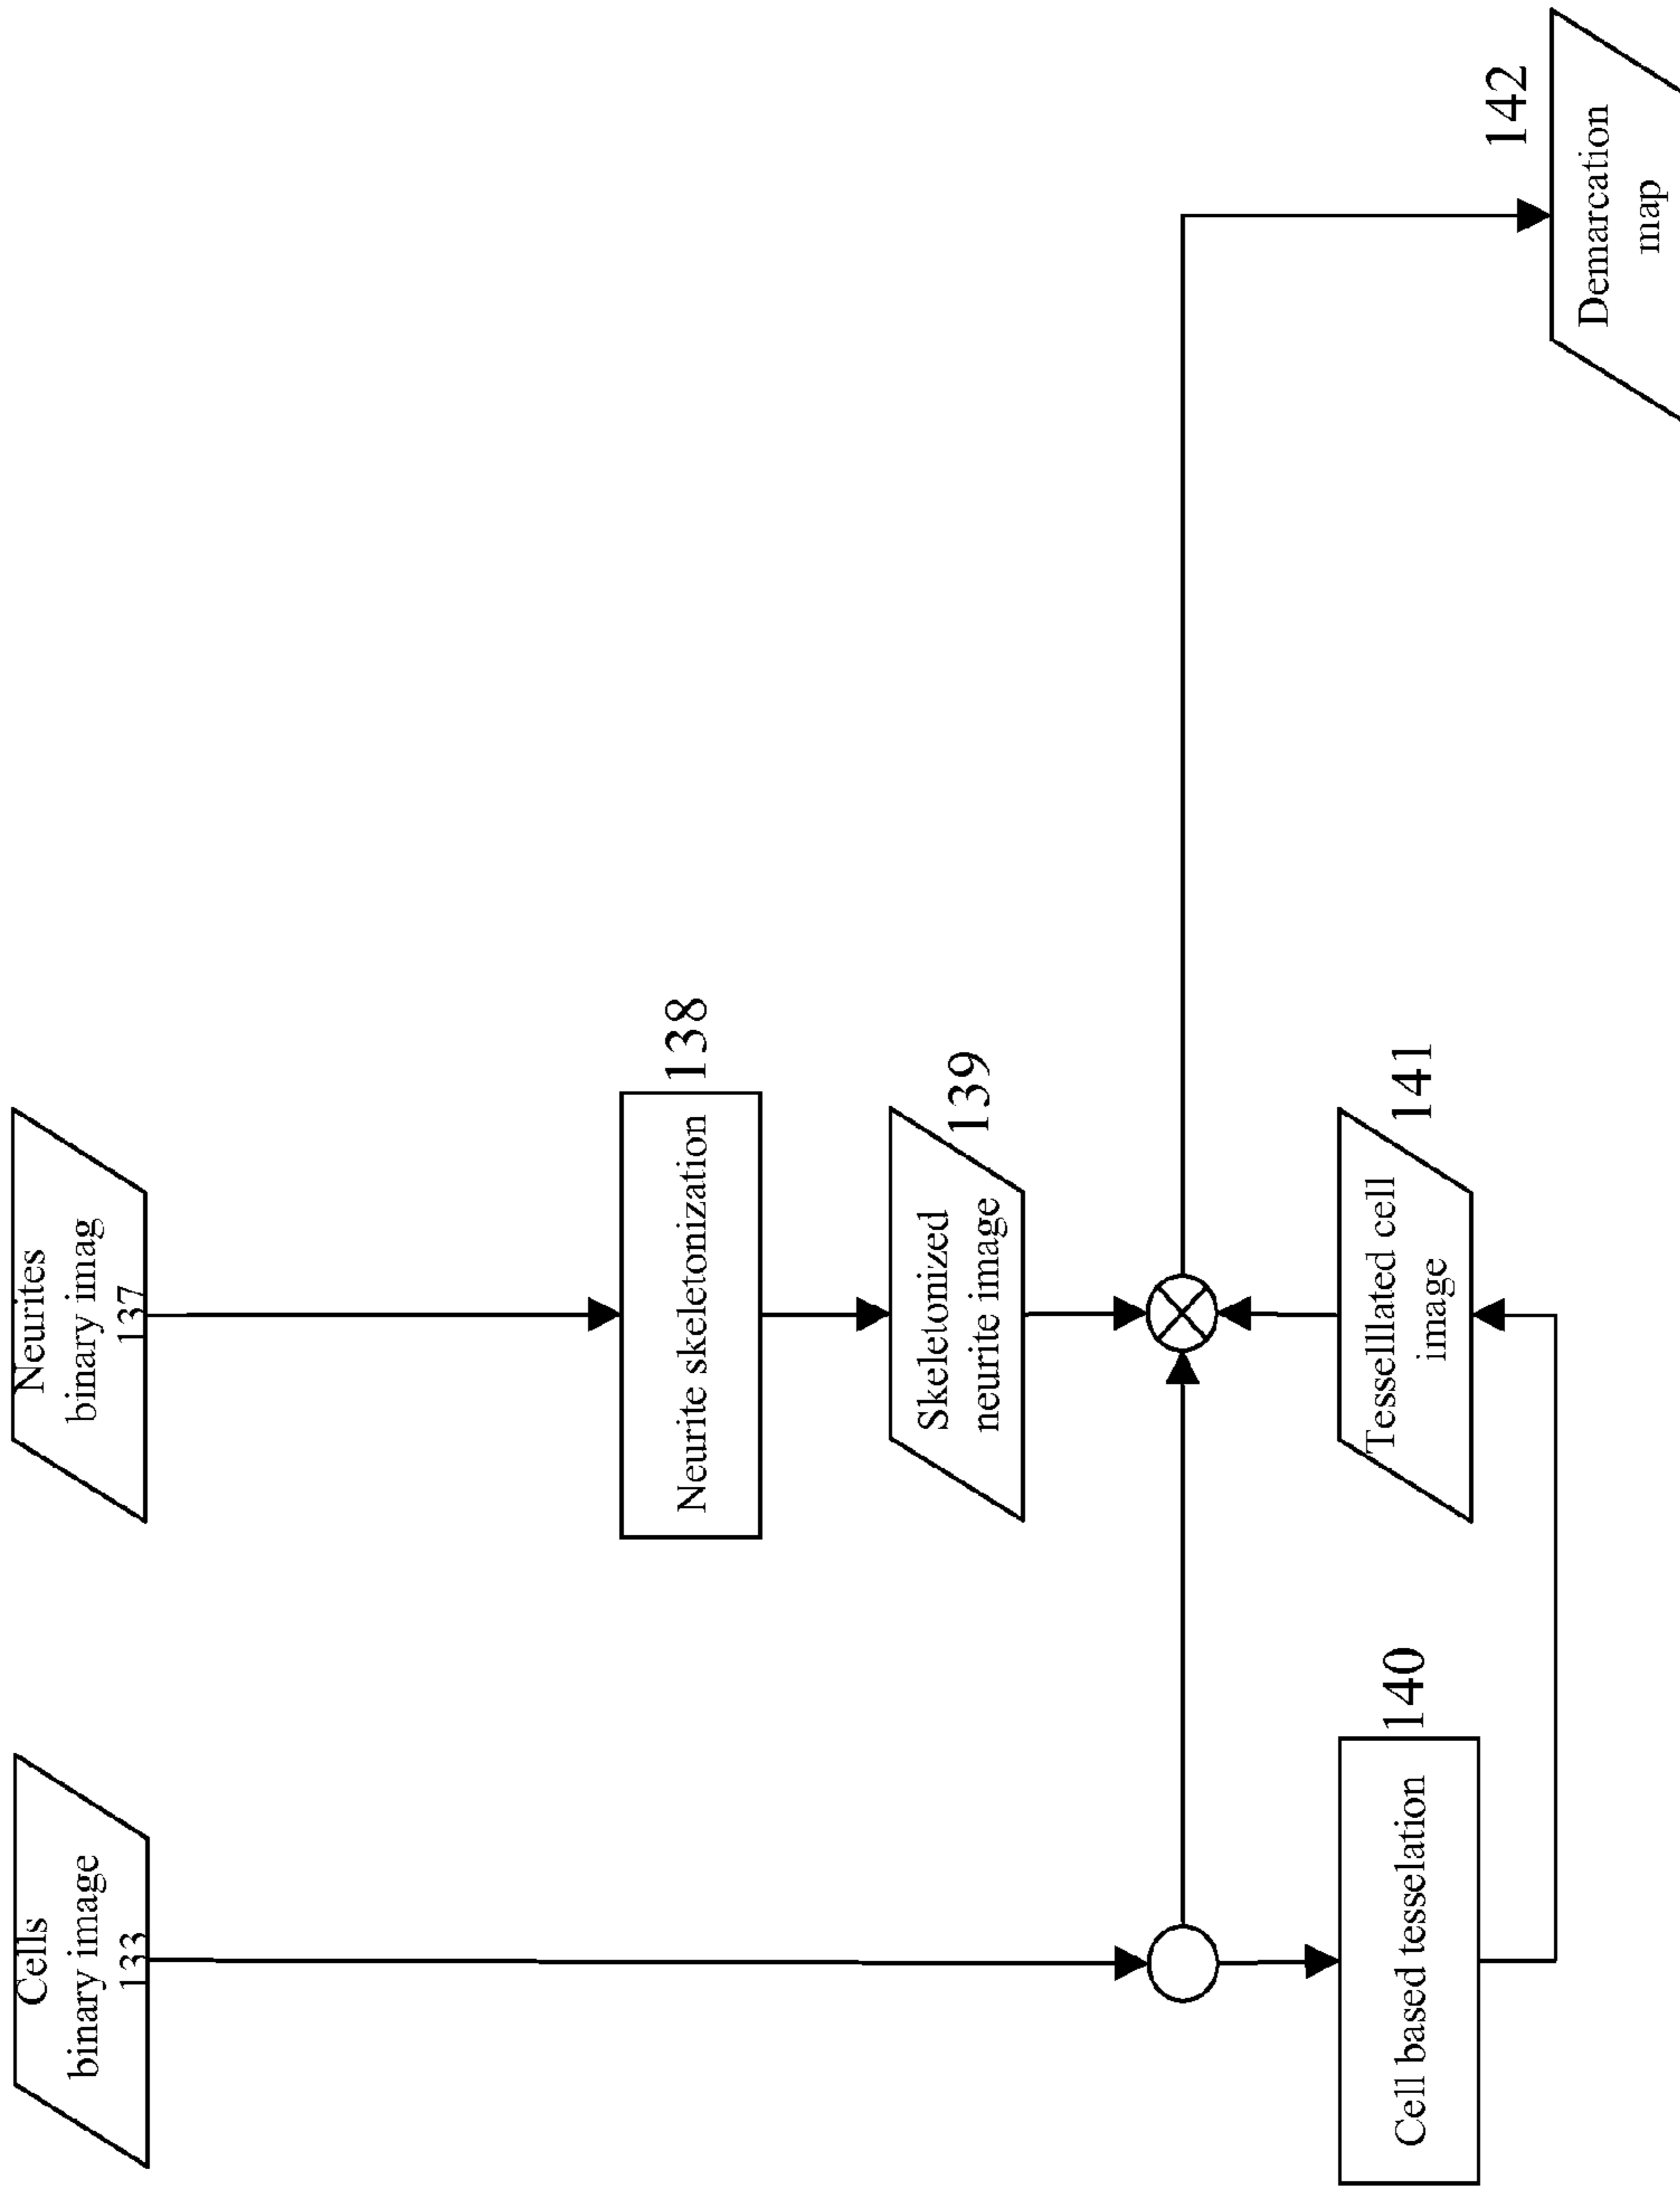 Cells
binary image
133
Neurites
binary imag
137
Neurite skeletonization
138
Skeletonized
neurite image
139
Cell based tesselation
140
Tesselllated cell
image
141
Demarcation
map
142